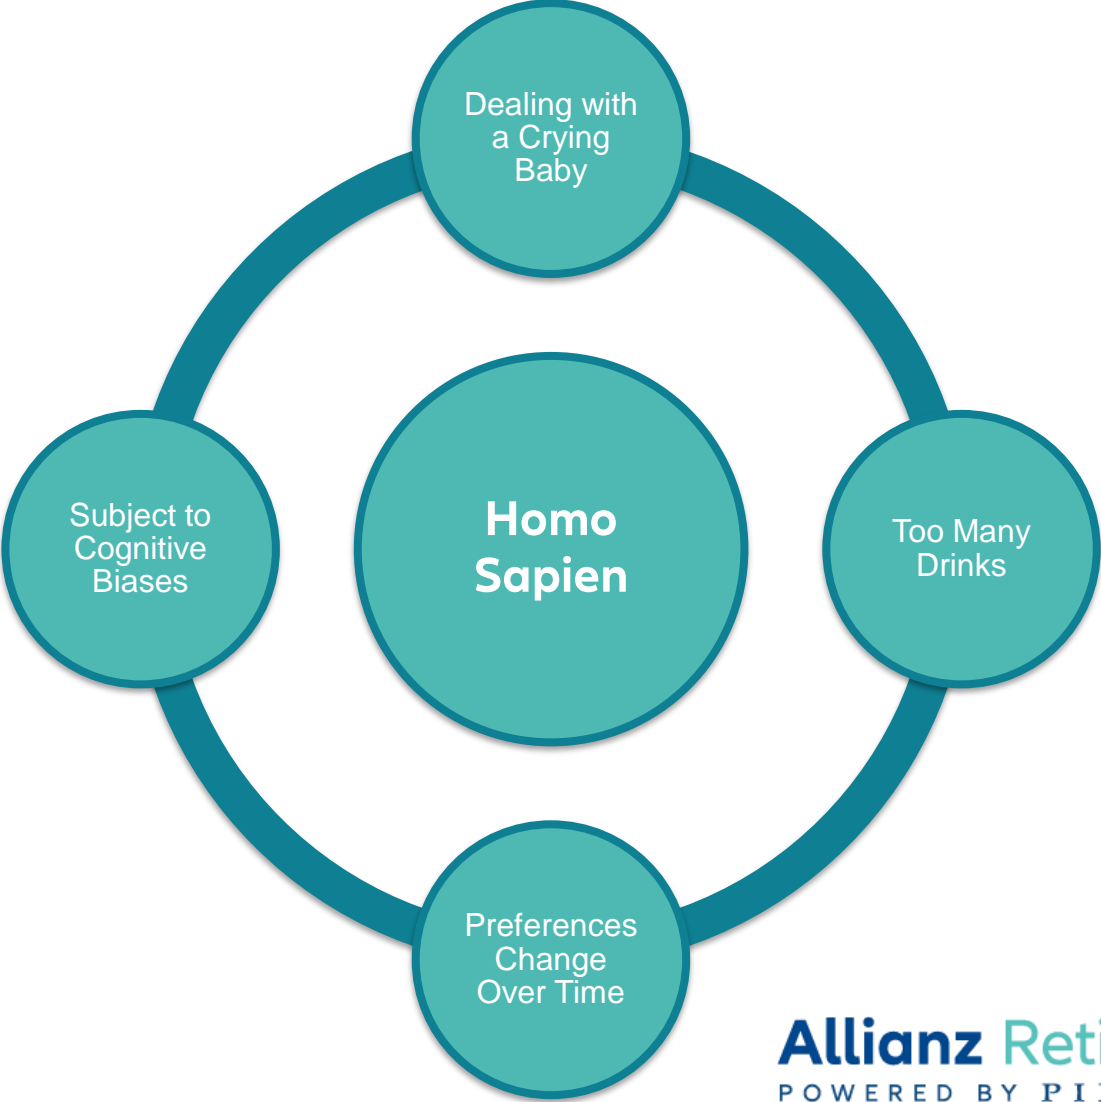 Dealing with
a Crying
Baby
Subject to
Cognitive
Biases
Homo
Sapien
Too Many
Drinks
Preferences
Change
Over Time
Allianz
POWERED BY